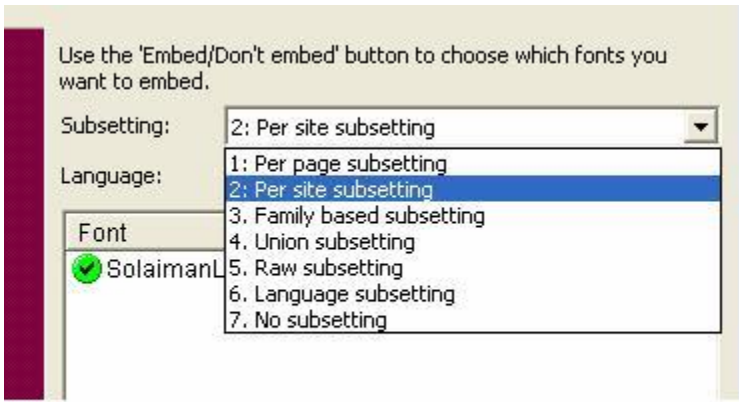 Use the 'Embed/Don't embed' button to choose which fonts you
want to embed.
Subsetting:
2: Per site subsetting
1: Per page subsetting
2: Per site subsetting
3. Family based subsetting
4. Union subsetting
5. Raw subsetting
6. Language subsetting
7. No subsetting
Language:
Font
SolaimanL